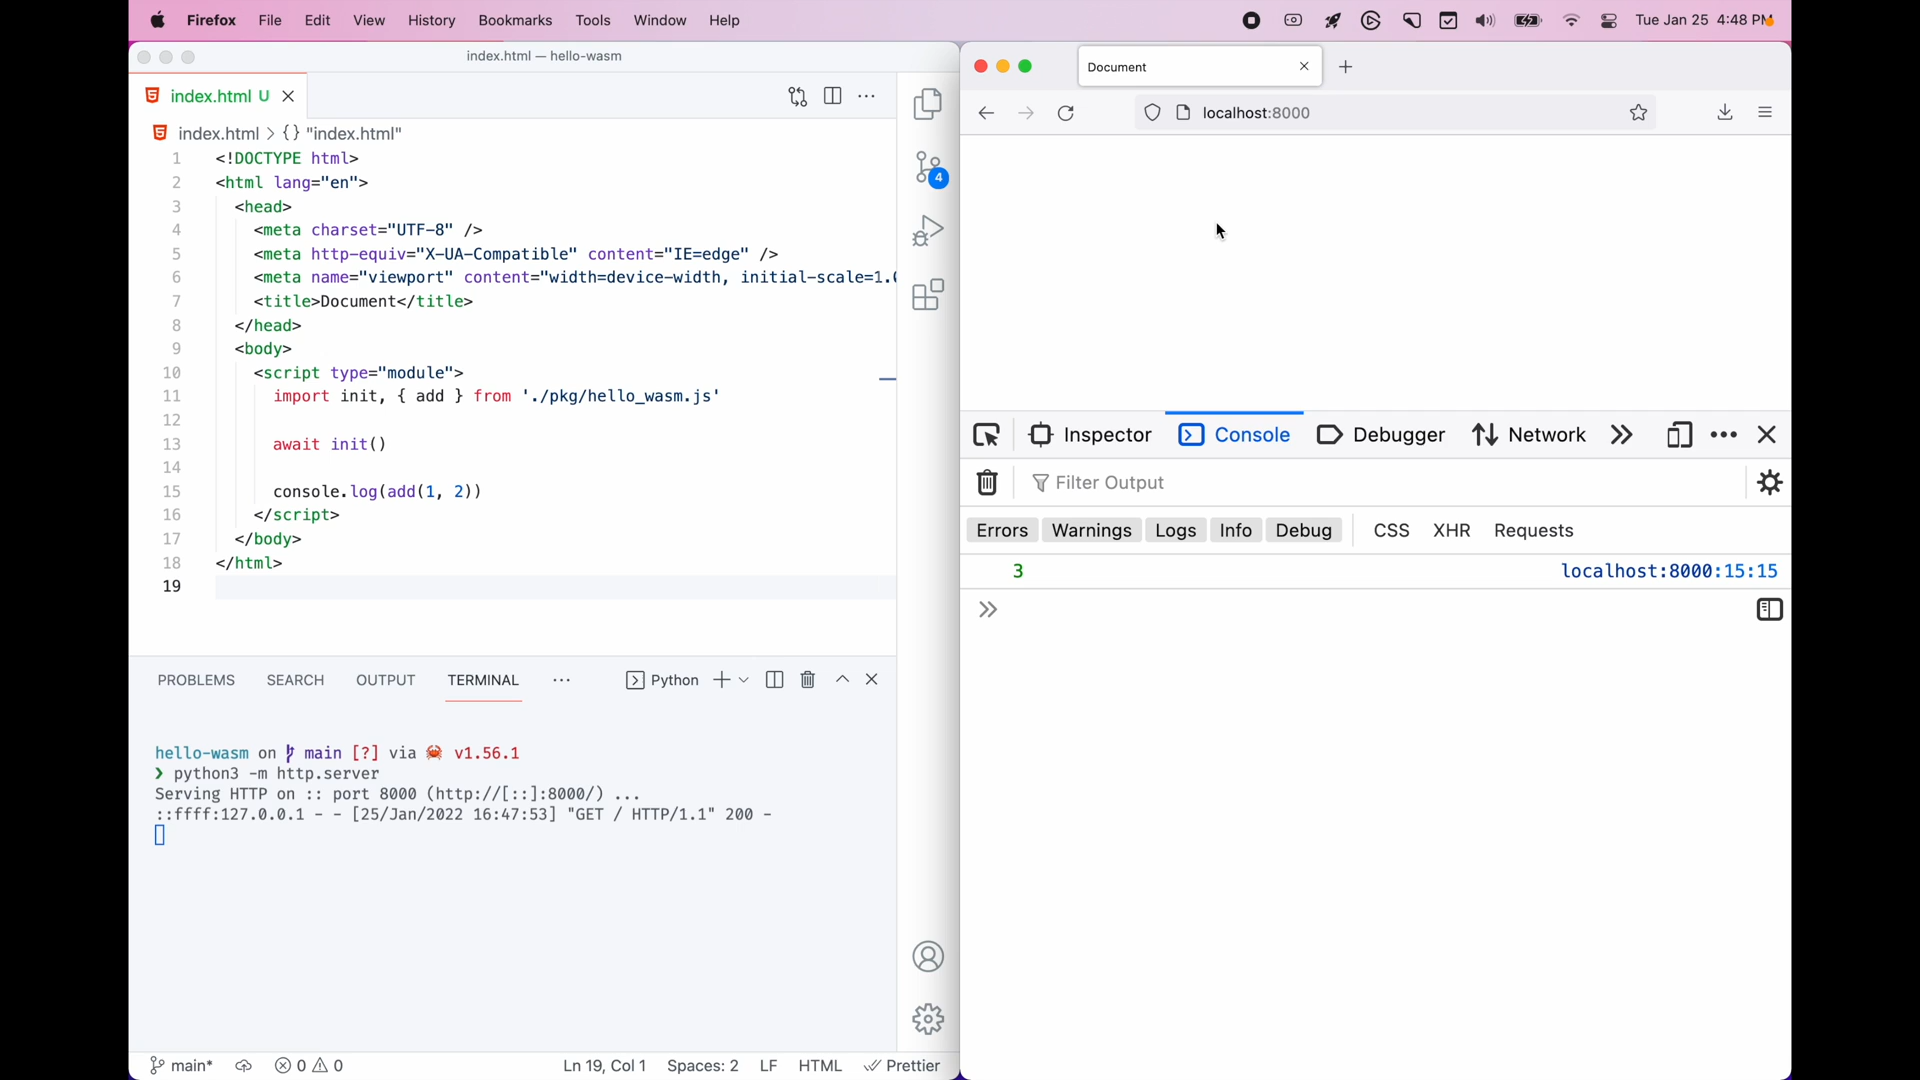 Firefox File Edit View History Bookmarks Tools Window Help
Tue Jan 25 4:48 PM
index.html — hello-wasm
index.html U
index.html > {} "index.html"
1 <!DOCTYPE html>
2 <html lang="en">
3 <head>
4 <meta charset="UTF-8" />
5 <meta http-equiv="X-UA-Compatible" content="IE=edge" />
6 <meta name="viewport" content="width=device-width, initial-scale=1.0
7 <title>Document</title>
8 </head>
9 <body>
10 <script type="module">
11 import init, { add } from './pkg/hello_wasm.js'
12
13 await init()
14
15 console.log(add(1, 2))
16 </script>
17 </body>
18 </html>
19
4
PROBLEMS SEARCH OUTPUT TERMINAL ··· Python
hello-wasm on main [?] via 🦀 v1.56.1
❯ python3 -m http.server
Serving HTTP on :: port 8000 (http://[::]:8000/) ...
::ffff:127.0.0.1 - - [25/Jan/2022 16:47:53] "GET / HTTP/1.1" 200 -
main* 0 0 Ln 19, Col 1 Spaces: 2 LF HTML Prettier
Document
localhost:8000
Inspector Console Debugger Network
Filter Output
Errors Warnings Logs Info Debug CSS XHR Requests
3 localhost:8000:15:15